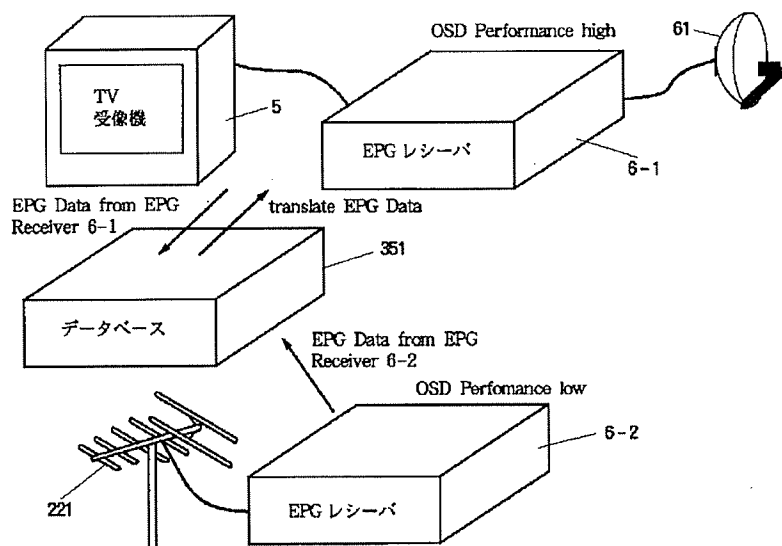 OSD Performance high
61
TV
受像機
5
EPG レシーバ
6-1
EPG Data from EPG
Receiver 6-1
translate EPG Data
351
データベース
EPG Data from EPG
Receiver 6-2
OSD Perfomance low
6-2
221
EPG レシーバ